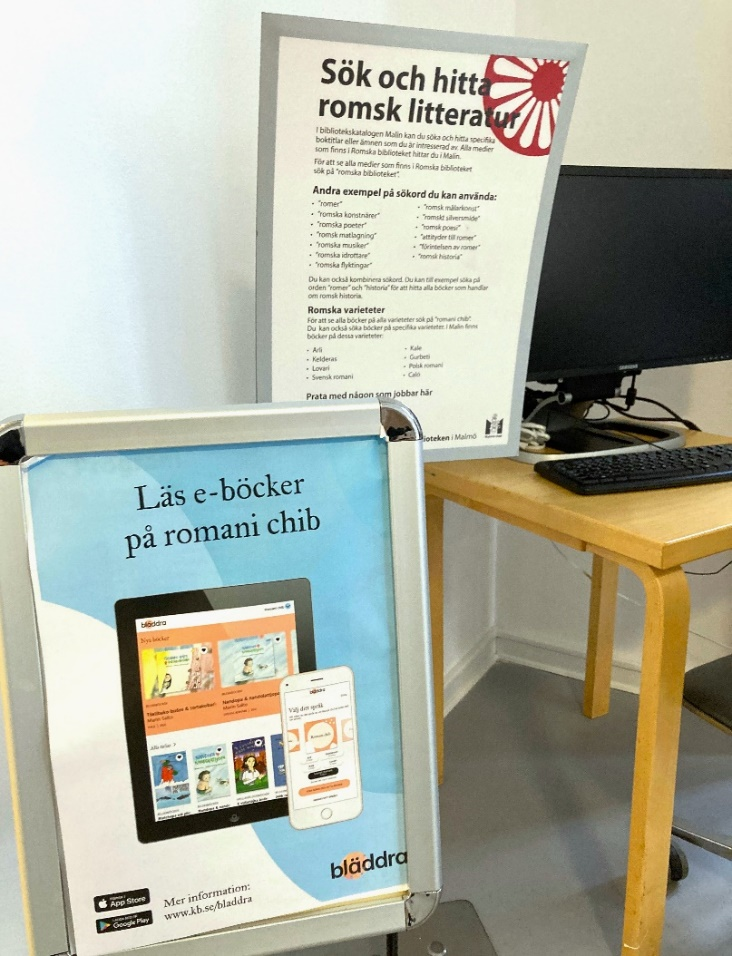 Sök och hitta
romsk litteratur
I bibliotekskatalogen Malin kan du söka och hitta specifika
boktitlar eller ämnen som du är intresserad av. Alla medier
som finns i Romska biblioteket hittar du i Malin.
För att se alla medier som finns i Romska biblioteket
sök på "romska biblioteket".
Andra exempel på sökord du kan använda:
• "romer"
• "romska konstnärer"
• "romska poeter"
• "romsk matlagning"
• "romska musiker"
• "romska idrottare"
• "romska flyktingar"
• "romsk målarkonst"
• "romskt silversmide"
• "romsk poesi"
• "attityder till romer"
• "förintelsen av romer"
• "romsk historia"
Du kan också kombinera sökord. Du kan till exempel söka på
orden "romer" och "historia" för att hitta alla böcker som handlar
om romsk historia.
Romska varieteter
För att se alla böcker på alla varieteter sök på "romani chib".
Du kan också söka böcker på specifika varieteter. I Malin finns
böcker på dessa varieteter:
- Arli
- Kelderas
- Lovari
- Svensk romani
- Kale
- Gurbeti
- Polsk romani
- Caló
Prata med någon som jobbar här
lioteken i Malmö
SAMSUNG
Läs e-böcker
på romani chib
bläddra
Nya böcker
Alla titlar: 7
bläddra
Välj ditt språk
bläddra
App Store
Google Play
Mer information:
www.kb.se/bladdra